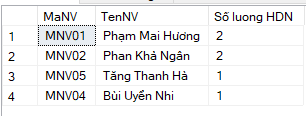 MaNV TenNV Số luong HDN
1 MNV01 Phạm Mai Hương 2
2 MNV02 Phan Khả Ngân 2
3 MNV05 Tăng Thanh Hà 1
4 MNV04 Bùi Uyển Nhi 1